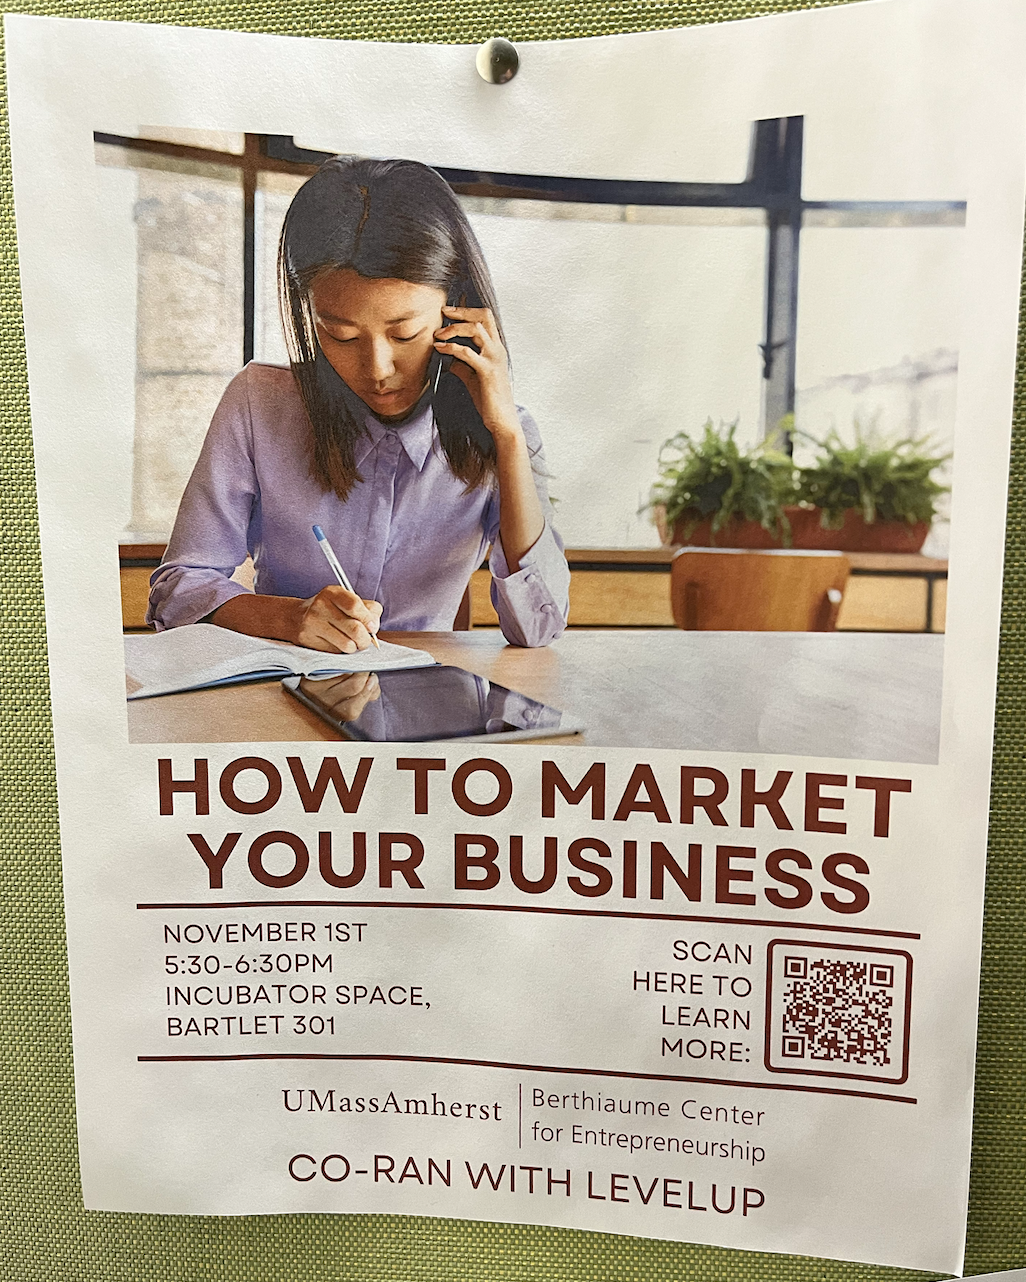 HOW TO MARKET
YOUR BUSINESS
NOVEMBER 1ST
5:30-6:30PM
INCUBATOR SPACE,
BARTLET 301
SCAN
HERE TO
LEARN
MORE:
UMassAmherst
Berthiaume Center
for Entrepreneurship
CO-RAN WITH LEVELUP